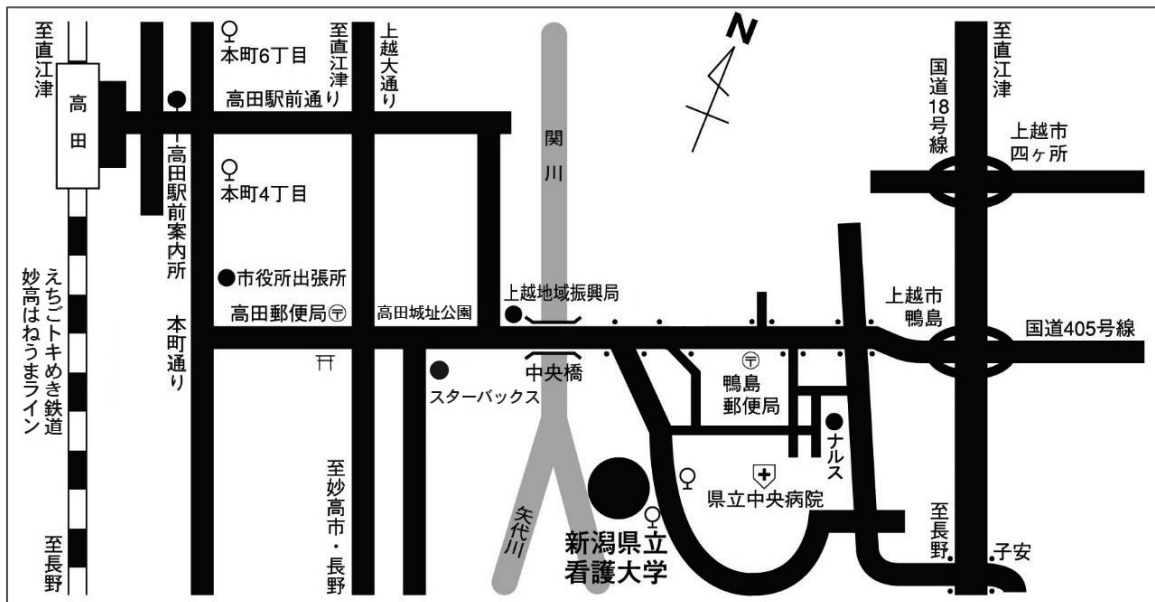 至直江津
高田
えちごトキめき鉄道
妙高はねうまライン
至長野
高田駅前案内所
本町通り
本町6丁目
高田駅前通り
本町4丁目
市役所出張所
高田郵便局〒
至直江津
上越大通り
高田城址公園
スターバックス
至妙高市・長野
関川
上越地域振興局
中央橋
矢代川
新潟県立
看護大学
N
〒
鴨島
郵便局
ナルス
県立中央病院
国道18号線
至直江津
上越市
四ヶ所
上越市
鴨島
国道405号線
至長野
子安